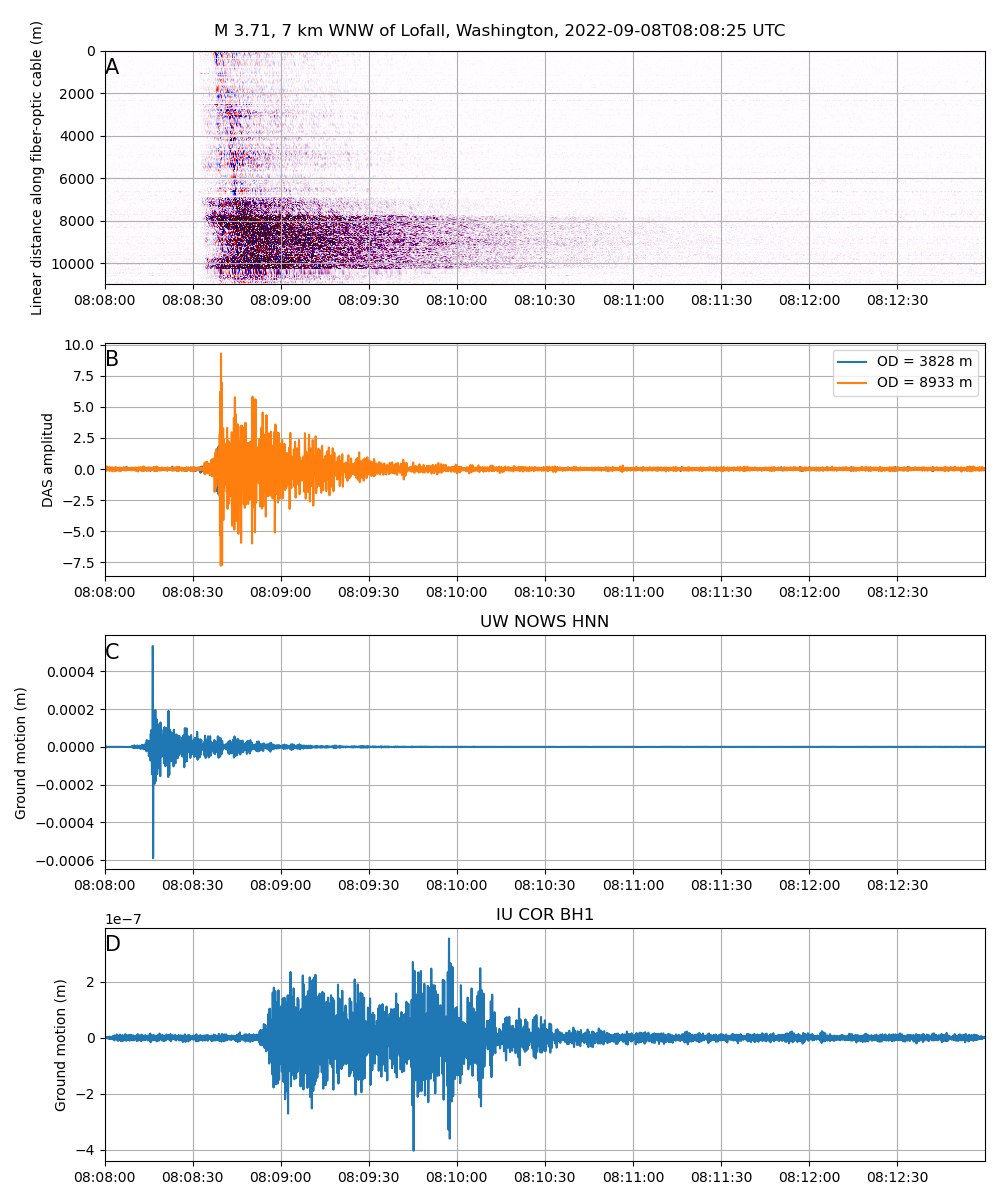 M 3.71, 7 km WNW of Lofall, Washington, 2022-09-08T08:08:25 UTC
A
Linear distance along fiber-optic cable (m)
0
2000
4000
6000
8000
10000
08:08:00 08:08:30 08:09:00 08:09:30 08:10:00 08:10:30 08:11:00 08:11:30 08:12:00 08:12:30
B
DAS amplitud
10.0
7.5
5.0
2.5
0.0
−2.5
−5.0
−7.5
OD = 3828 m
OD = 8933 m
08:08:00 08:08:30 08:09:00 08:09:30 08:10:00 08:10:30 08:11:00 08:11:30 08:12:00 08:12:30
UW NOWS HNN
C
Ground motion (m)
0.0004
0.0002
0.0000
−0.0002
−0.0004
−0.0006
08:08:00 08:08:30 08:09:00 08:09:30 08:10:00 08:10:30 08:11:00 08:11:30 08:12:00 08:12:30
IU COR BH1
1e−7
D
Ground motion (m)
2
0
−2
−4
08:08:00 08:08:30 08:09:00 08:09:30 08:10:00 08:10:30 08:11:00 08:11:30 08:12:00 08:12:30